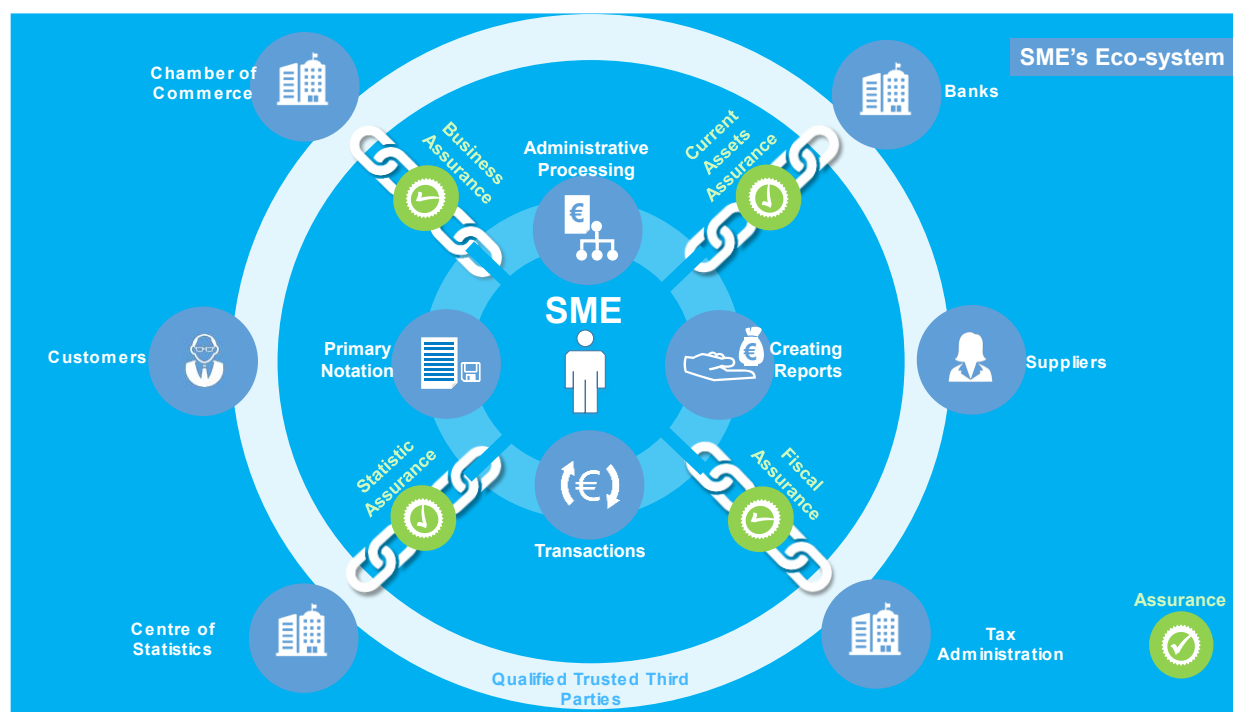 SME's Eco-system
Chamber of
Commerce
Banks
Business
Assurance
Administrative
Processing
Current
Assets
Assurance
€
SME
Customers
Primary
Notation
€
Creating
Reports
Suppliers
Statistic
Assurance
€
Transactions
Fiscal
Assurance
Centre of
Statistics
Tax
Administration
Assurance
Qualified Trusted Third
Parties